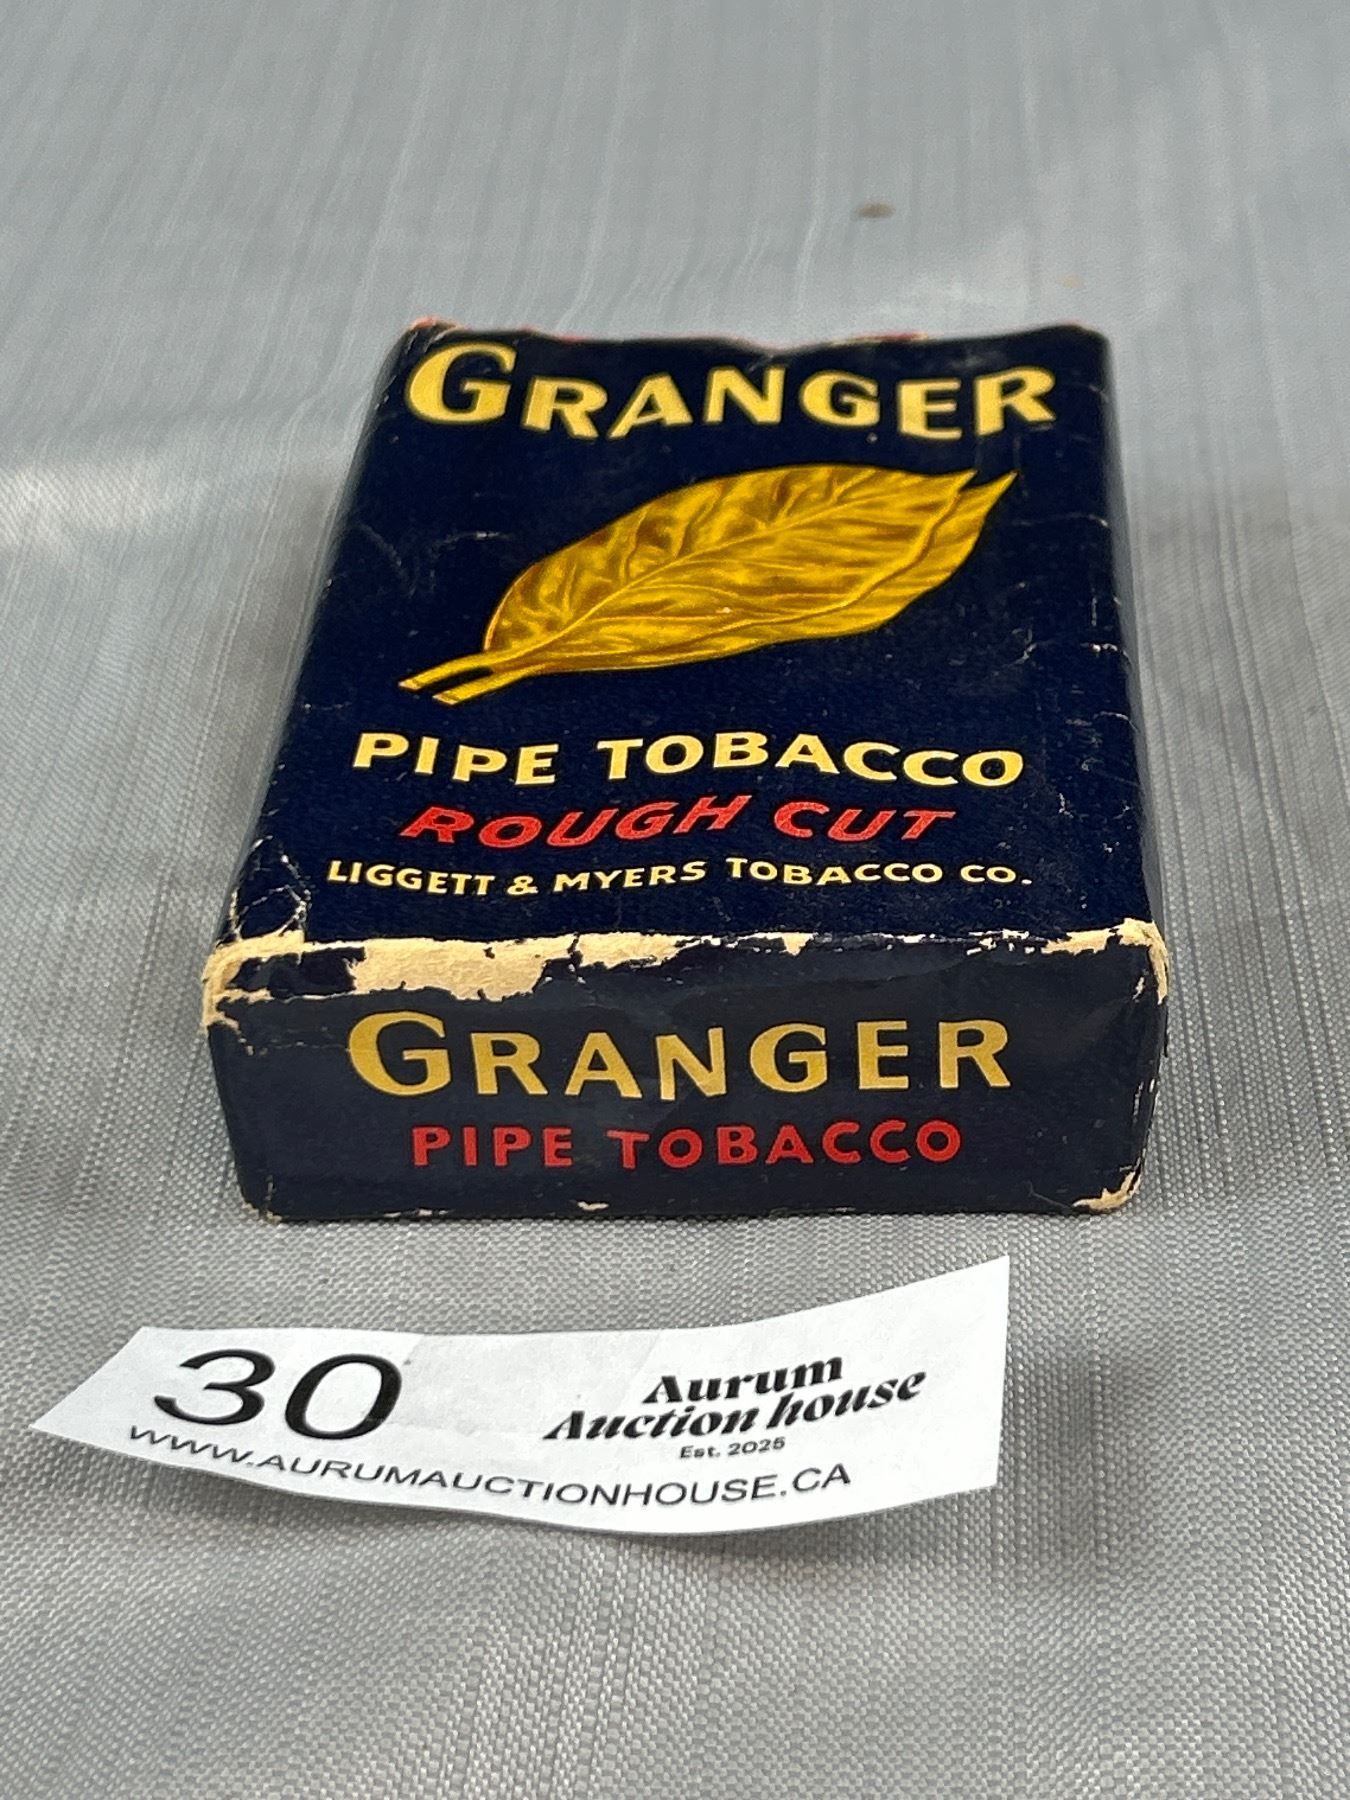 GRANGER
PIPE TOBACCO
ROUGH CUT
LIGGETT & MYERS TOBACCO CO.
GRANGER
PIPE TOBACCO
30
WWW.AURUMAUCTIONHOUSE.CA
Aurum
Auction house
Est. 2025